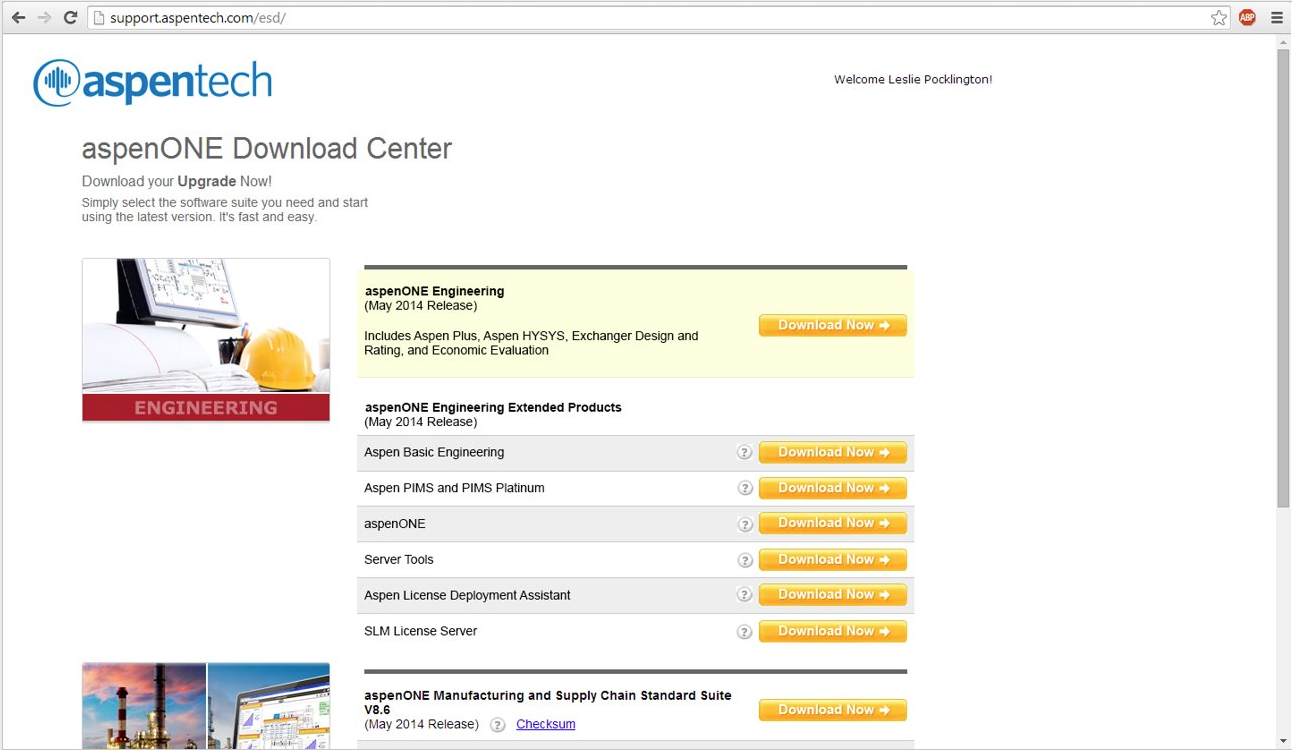 support.aspentech.com/esd/
ABP
aspentech
Welcome Leslie Pocklington!
aspenONE Download Center
Download your Upgrade Now!
Simply select the software suite you need and start
using the latest version. It's fast and easy.
ENGINEERING
aspenONE Engineering
(May 2014 Release)
Includes Aspen Plus, Aspen HYSYS, Exchanger Design and
Rating, and Economic Evaluation
Download Now
aspenONE Engineering Extended Products
(May 2014 Release)
Aspen Basic Engineering ? Download Now
Aspen PIMS and PIMS Platinum ? Download Now
aspenONE ? Download Now
Server Tools ? Download Now
Aspen License Deployment Assistant ? Download Now
SLM License Server ? Download Now
aspenONE Manufacturing and Supply Chain Standard Suite
V8.6
(May 2014 Release) ? Checksum
Download Now